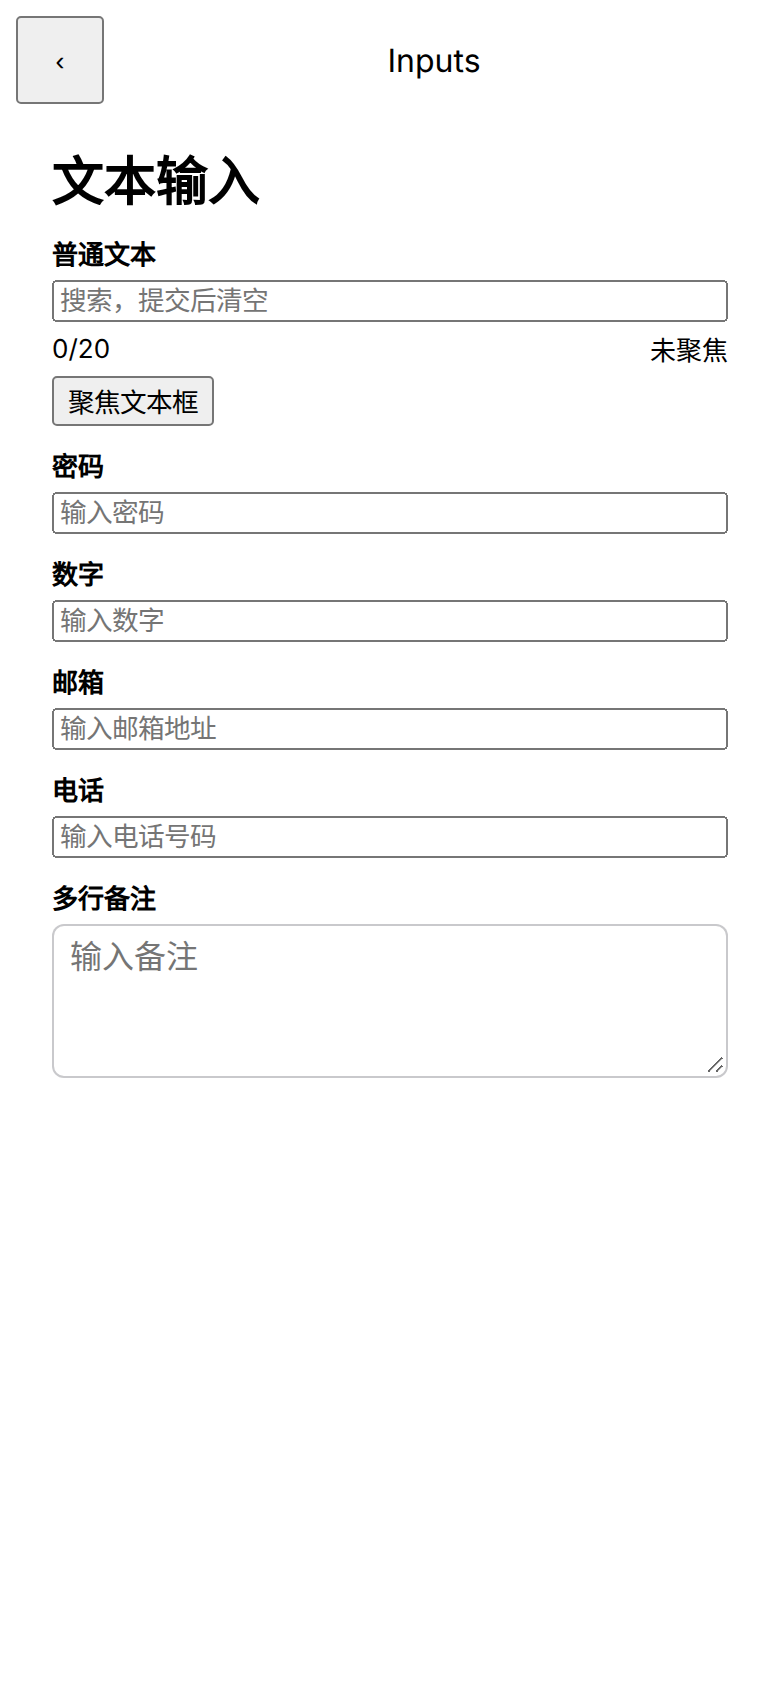 ‹
Inputs
文本输入
普通文本
搜索，提交后清空
0/20 未聚焦
聚焦文本框
密码
输入密码
数字
输入数字
邮箱
输入邮箱地址
电话
输入电话号码
多行备注
输入备注